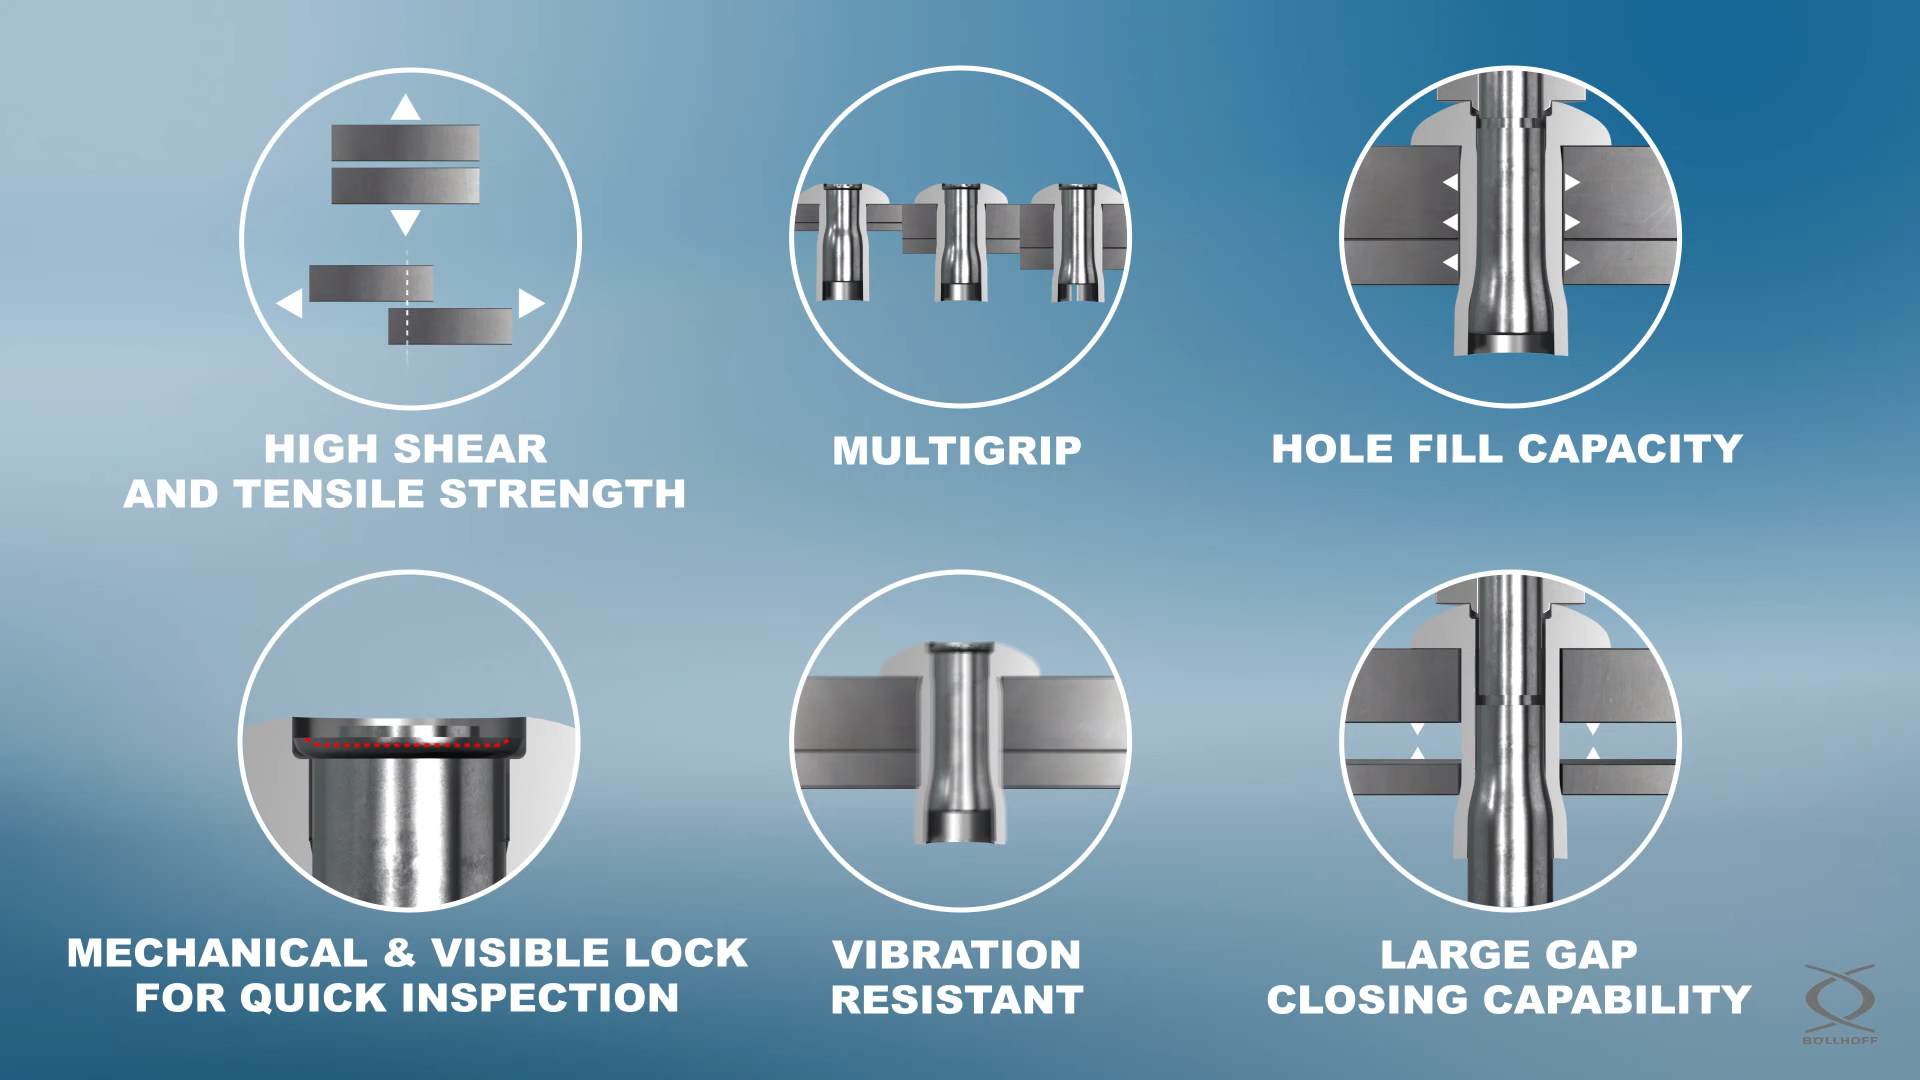 HIGH SHEAR
AND TENSILE STRENGTH
MULTIGRIP
HOLE FILL CAPACITY
MECHANICAL & VISIBLE LOCK
FOR QUICK INSPECTION
VIBRATION
RESISTANT
LARGE GAP
CLOSING CAPABILITY
BÖLLHOFF